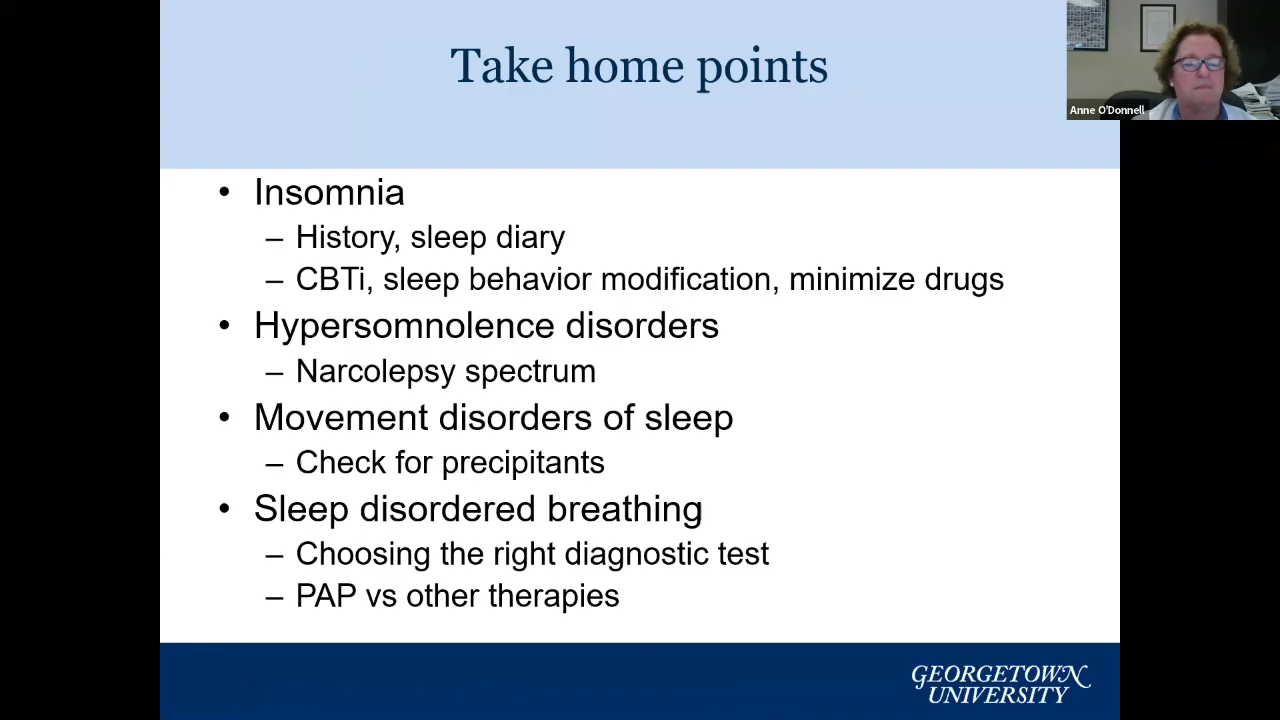 Take home points
Anne O'Donnell
• Insomnia
– History, sleep diary
– CBTi, sleep behavior modification, minimize drugs
• Hypersomnolence disorders
– Narcolepsy spectrum
• Movement disorders of sleep
– Check for precipitants
• Sleep disordered breathing
– Choosing the right diagnostic test
– PAP vs other therapies
GEORGETOWN
UNIVERSITY